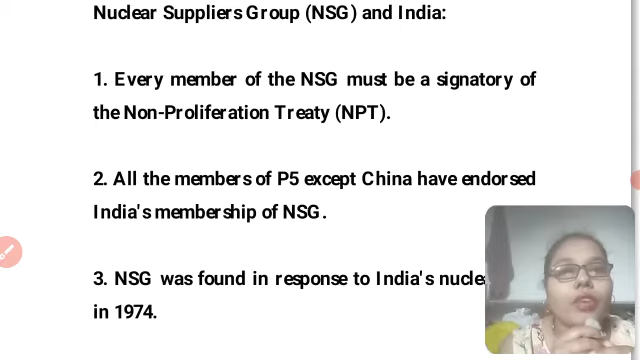 Nuclear Suppliers Group (NSG) and India:
1. Every member of the NSG must be a signatory of
the Non-Proliferation Treaty (NPT).
2. All the members of P5 except China have endorsed
India's membership of NSG.
3. NSG was found in response to India's
in 1974.